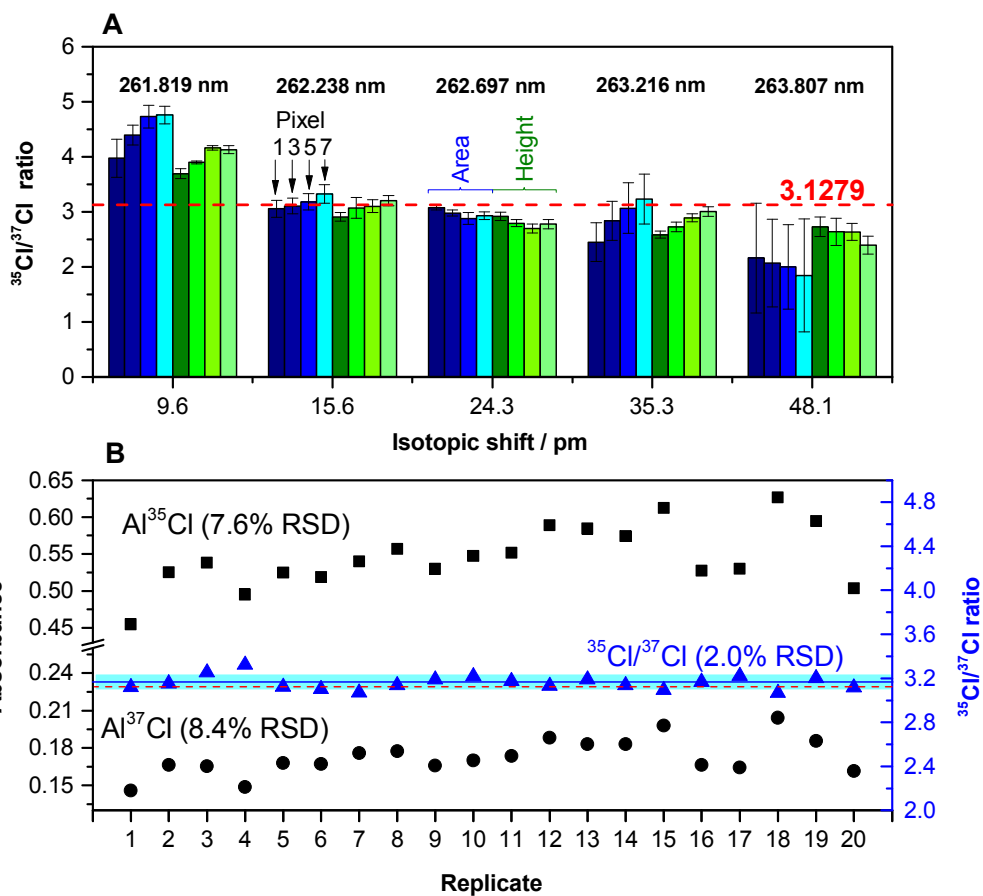 A
261.819 nm 262.238 nm 262.697 nm 263.216 nm 263.807 nm
Pixel
1 3 5 7
Area
Height
3.1279
6
5
4
3
2
1
0
³⁵Cl/³⁷Cl ratio
9.6 15.6 24.3 35.3 48.1
Isotopic shift / pm
B
0.65
0.60
0.55
0.50
0.45
0.24
0.21
0.18
0.15
Al³⁵Cl (7.6% RSD)
³⁵Cl/³⁷Cl (2.0% RSD)
Al³⁷Cl (8.4% RSD)
4.8
4.4
4.0
3.6
3.2
2.8
2.4
2.0
³⁵Cl/³⁷Cl ratio
1 2 3 4 5 6 7 8 9 10 11 12 13 14 15 16 17 18 19 20
Replicate